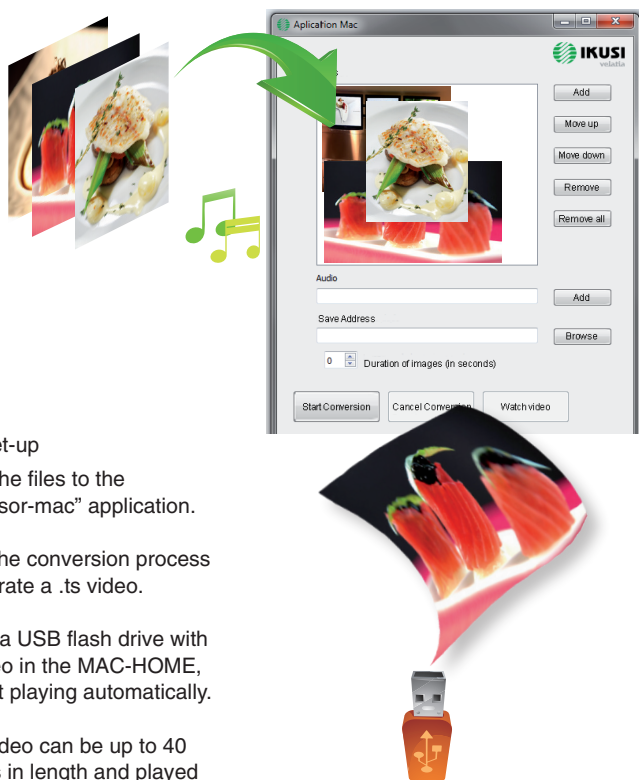 Aplication Mac
IKUSI
velatia
Add
Move up
Move down
Remove
Remove all
Audio
Add
Save Address
Browse
0 Duration of images (in seconds)
Start Conversion Cancel Watch video
et-up
he files to the
sor-mac” application.
he conversion process
rate a .ts video.
a USB flash drive with
eo in the MAC-HOME,
t playing automatically.
deo can be up to 40
s in length and played